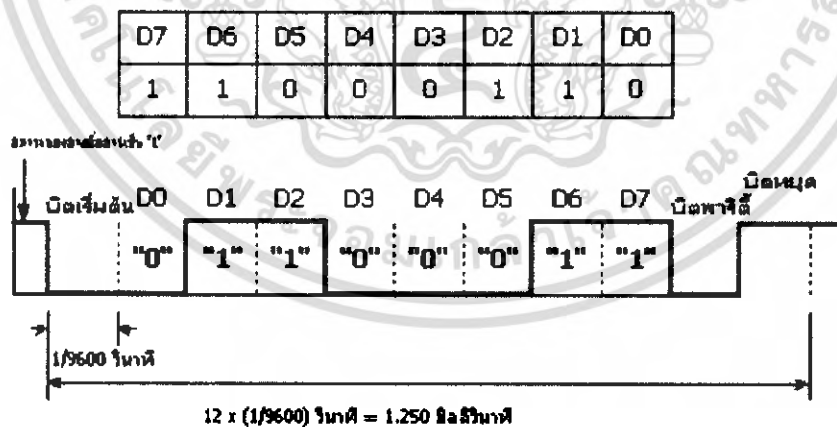 D7 D6 D5 D4 D3 D2 D1 D0
1 1 0 0 0 1 1 0
"1"
บิตเริ่มต้น D0 D1 D2 D3 D4 D5 D6 D7 บิตพาริตี้ บิตหยุด
"0" "1" "1" "0" "0" "0" "1" "1"
1/9600 วินาที
12 x (1/9600) วินาที = 1.250 มิลลิวินาที